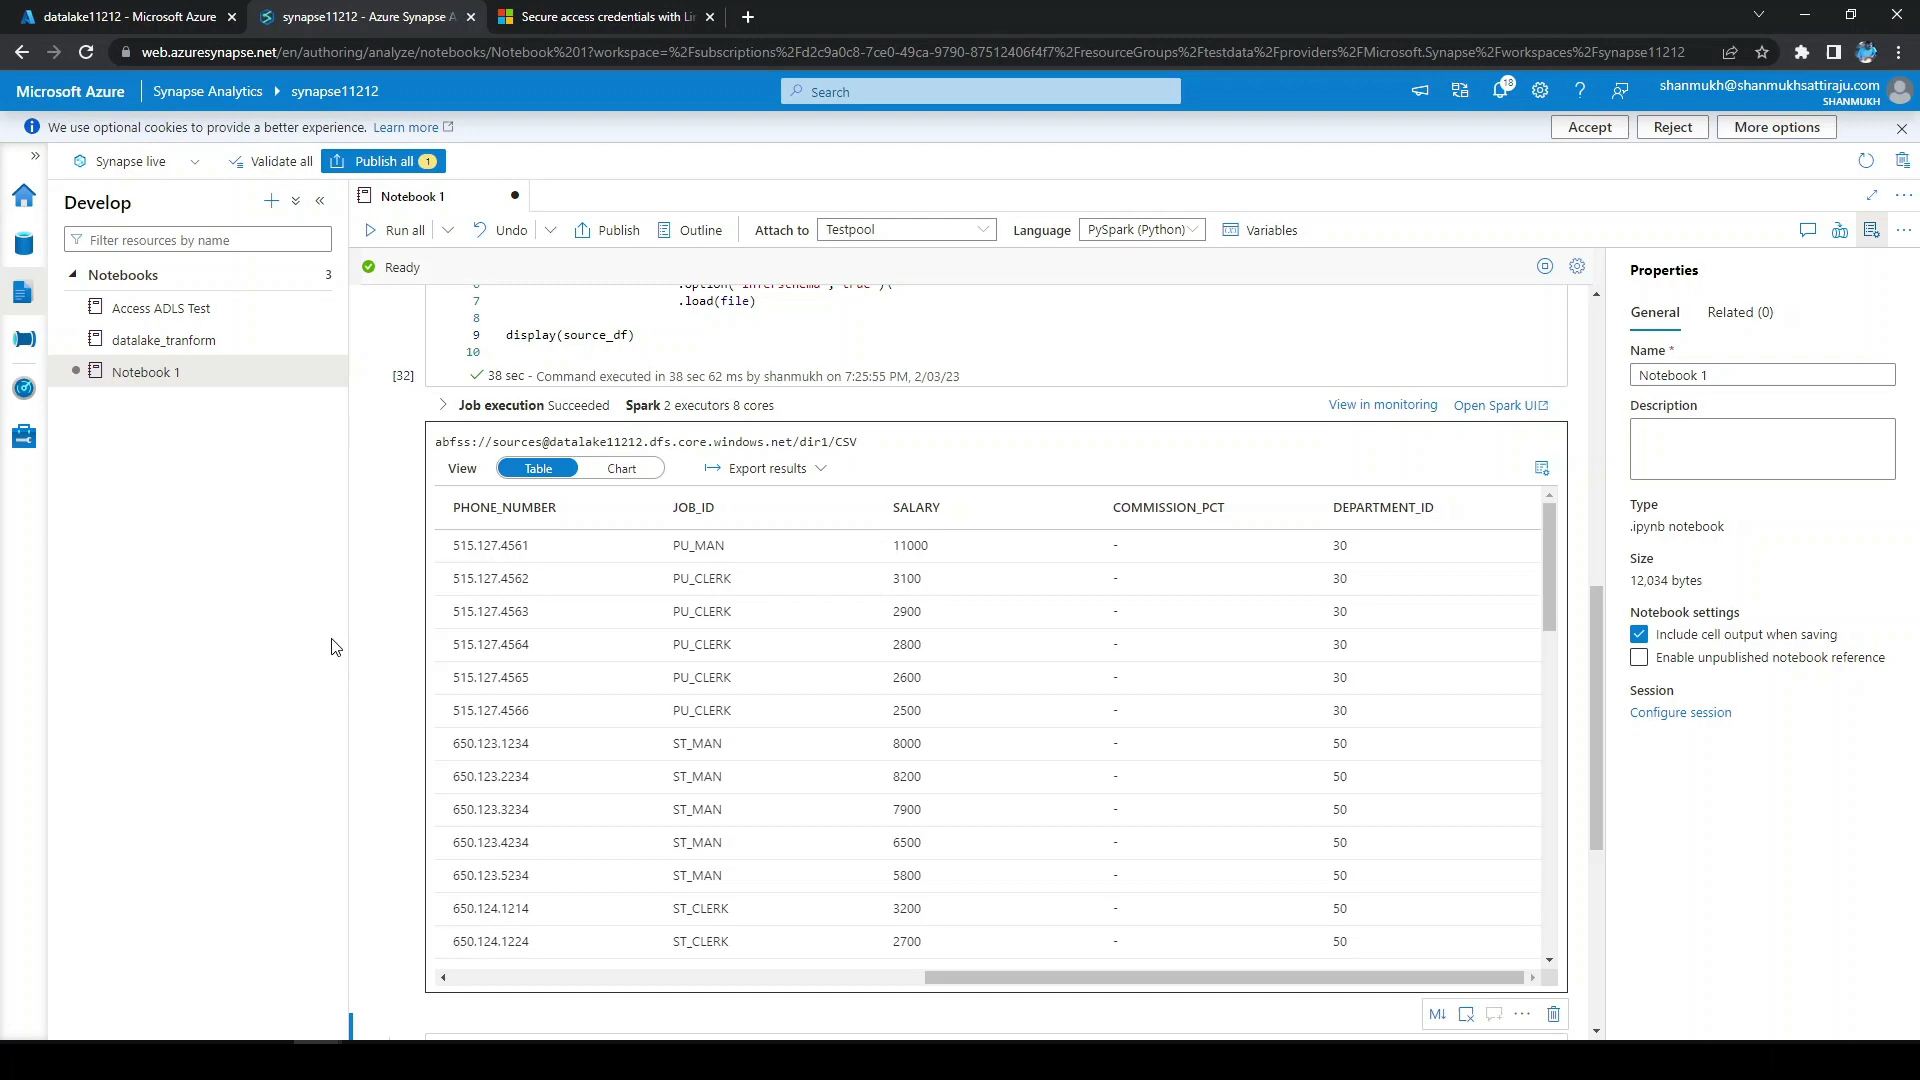 datalake11212 - Microsoft Azure
synapse11212 - Azure Synapse A
Secure access credentials with Lin
web.azuresynapse.net/en/authoring/analyze/notebooks/Notebook%201?workspace=%2Fsubscriptions%2Fd2c9a0c8-7ce0-49ca-9790-87512406f4f7%2FresourceGroups%2Ftestdata%2Fproviders%2FMicrosoft.Synapse%2Fworkspaces%2Fsynapse11212
Microsoft Azure
Synapse Analytics
synapse11212
Search
18
shanmukh@shanmukhsattiraju.com
SHANMUKH
We use optional cookies to provide a better experience. Learn more
Accept
Reject
More options
Synapse live
Validate all
Publish all 1
Develop
Filter resources by name
Notebooks 3
Access ADLS Test
datalake_tranform
Notebook 1
Notebook 1
Run all
Undo
Publish
Outline
Attach to
Testpool
Language
PySpark (Python)
Variables
Ready
6 .option("inferschema","true")\
7 .load(file)
8
9 display(source_df)
10
[32]
38 sec - Command executed in 38 sec 62 ms by shanmukh on 7:25:55 PM, 2/03/23
Job execution Succeeded Spark 2 executors 8 cores
View in monitoring
Open Spark UI
abfss://sources@datalake11212.dfs.core.windows.net/dir1/CSV
View
Table
Chart
Export results
PHONE_NUMBER JOB_ID SALARY COMMISSION_PCT DEPARTMENT_ID
515.127.4561 PU_MAN 11000 - 30
515.127.4562 PU_CLERK 3100 - 30
515.127.4563 PU_CLERK 2900 - 30
515.127.4564 PU_CLERK 2800 - 30
515.127.4565 PU_CLERK 2600 - 30
515.127.4566 PU_CLERK 2500 - 30
650.123.1234 ST_MAN 8000 - 50
650.123.2234 ST_MAN 8200 - 50
650.123.3234 ST_MAN 7900 - 50
650.123.4234 ST_MAN 6500 - 50
650.123.5234 ST_MAN 5800 - 50
650.124.1214 ST_CLERK 3200 - 50
650.124.1224 ST_CLERK 2700 - 50
M↓
Properties
General
Related (0)
Name *
Notebook 1
Description
Type
.ipynb notebook
Size
12,034 bytes
Notebook settings
Include cell output when saving
Enable unpublished notebook reference
Session
Configure session